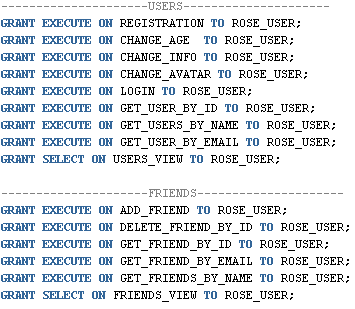 ---------------------USERS---------------------
GRANT EXECUTE ON REGISTRATION TO ROSE_USER;
GRANT EXECUTE ON CHANGE_AGE  TO ROSE_USER;
GRANT EXECUTE ON CHANGE_INFO TO ROSE_USER;
GRANT EXECUTE ON CHANGE_AVATAR TO ROSE_USER;
GRANT EXECUTE ON LOGIN TO ROSE_USER;
GRANT EXECUTE ON GET_USER_BY_ID TO ROSE_USER;
GRANT EXECUTE ON GET_USERS_BY_NAME TO ROSE_USER;
GRANT EXECUTE ON GET_USER_BY_EMAIL TO ROSE_USER;
GRANT SELECT ON USERS_VIEW TO ROSE_USER;
---------------------FRIENDS---------------------
GRANT EXECUTE ON ADD_FRIEND TO ROSE_USER;
GRANT EXECUTE ON DELETE_FRIEND_BY_ID TO ROSE_USER;
GRANT EXECUTE ON GET_FRIEND_BY_ID TO ROSE_USER;
GRANT EXECUTE ON GET_FRIEND_BY_EMAIL TO ROSE_USER;
GRANT EXECUTE ON GET_FRIENDS_BY_NAME TO ROSE_USER;
GRANT SELECT ON FRIENDS_VIEW TO ROSE_USER;